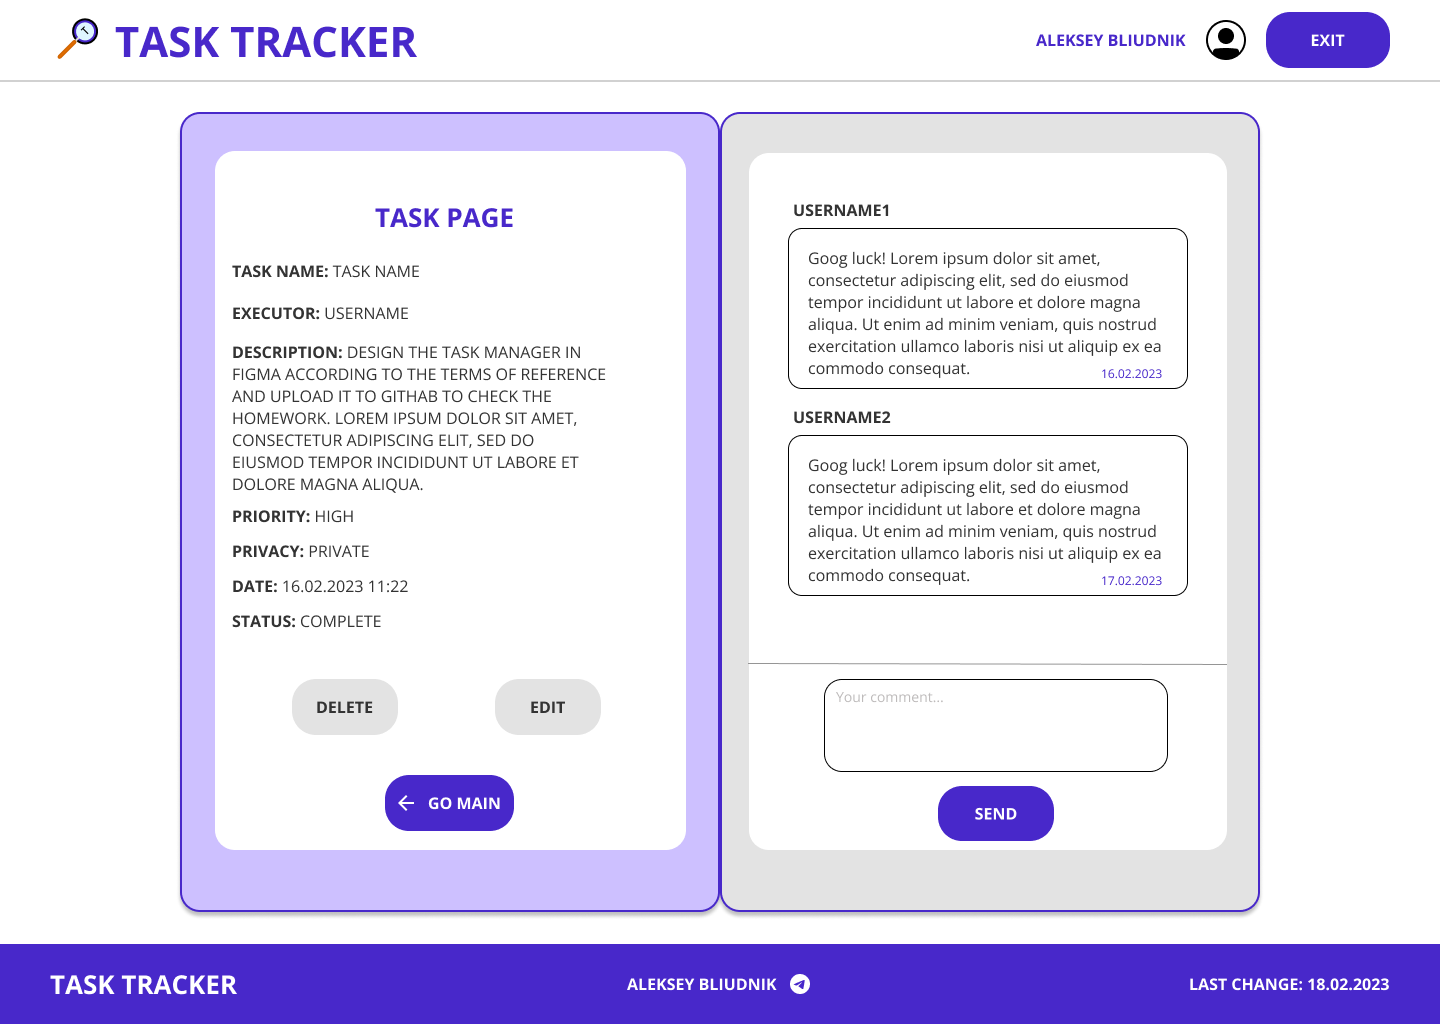 TASK TRACKER
ALEKSEY BLIUDNIK
EXIT
TASK PAGE
TASK NAME: TASK NAME
EXECUTOR: USERNAME
DESCRIPTION: DESIGN THE TASK MANAGER IN
FIGMA ACCORDING TO THE TERMS OF REFERENCE
AND UPLOAD IT TO GITHAB TO CHECK THE
HOMEWORK. LOREM IPSUM DOLOR SIT AMET,
CONSECTETUR ADIPISCING ELIT, SED DO
EIUSMOD TEMPOR INCIDIDUNT UT LABORE ET
DOLORE MAGNA ALIQUA.
PRIORITY: HIGH
PRIVACY: PRIVATE
DATE: 16.02.2023 11:22
STATUS: COMPLETE
DELETE
EDIT
GO MAIN
USERNAME1
Goog luck! Lorem ipsum dolor sit amet,
consectetur adipiscing elit, sed do eiusmod
tempor incididunt ut labore et dolore magna
aliqua. Ut enim ad minim veniam, quis nostrud
exercitation ullamco laboris nisi ut aliquip ex ea
commodo consequat.
16.02.2023
USERNAME2
Goog luck! Lorem ipsum dolor sit amet,
consectetur adipiscing elit, sed do eiusmod
tempor incididunt ut labore et dolore magna
aliqua. Ut enim ad minim veniam, quis nostrud
exercitation ullamco laboris nisi ut aliquip ex ea
commodo consequat.
17.02.2023
Your comment...
SEND
TASK TRACKER
ALEKSEY BLIUDNIK
LAST CHANGE: 18.02.2023